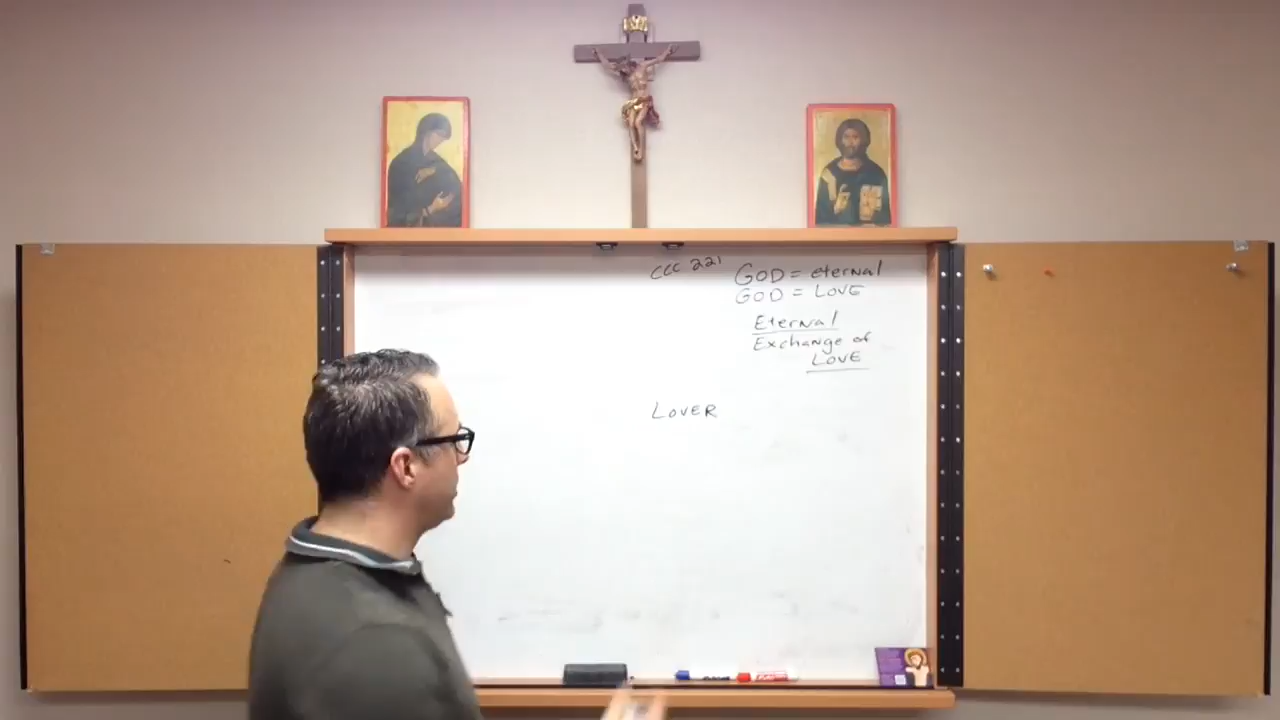 CCC 221
GOD = eternal
GOD = LOVE
Eternal
Exchange of
LOVE
LOVER